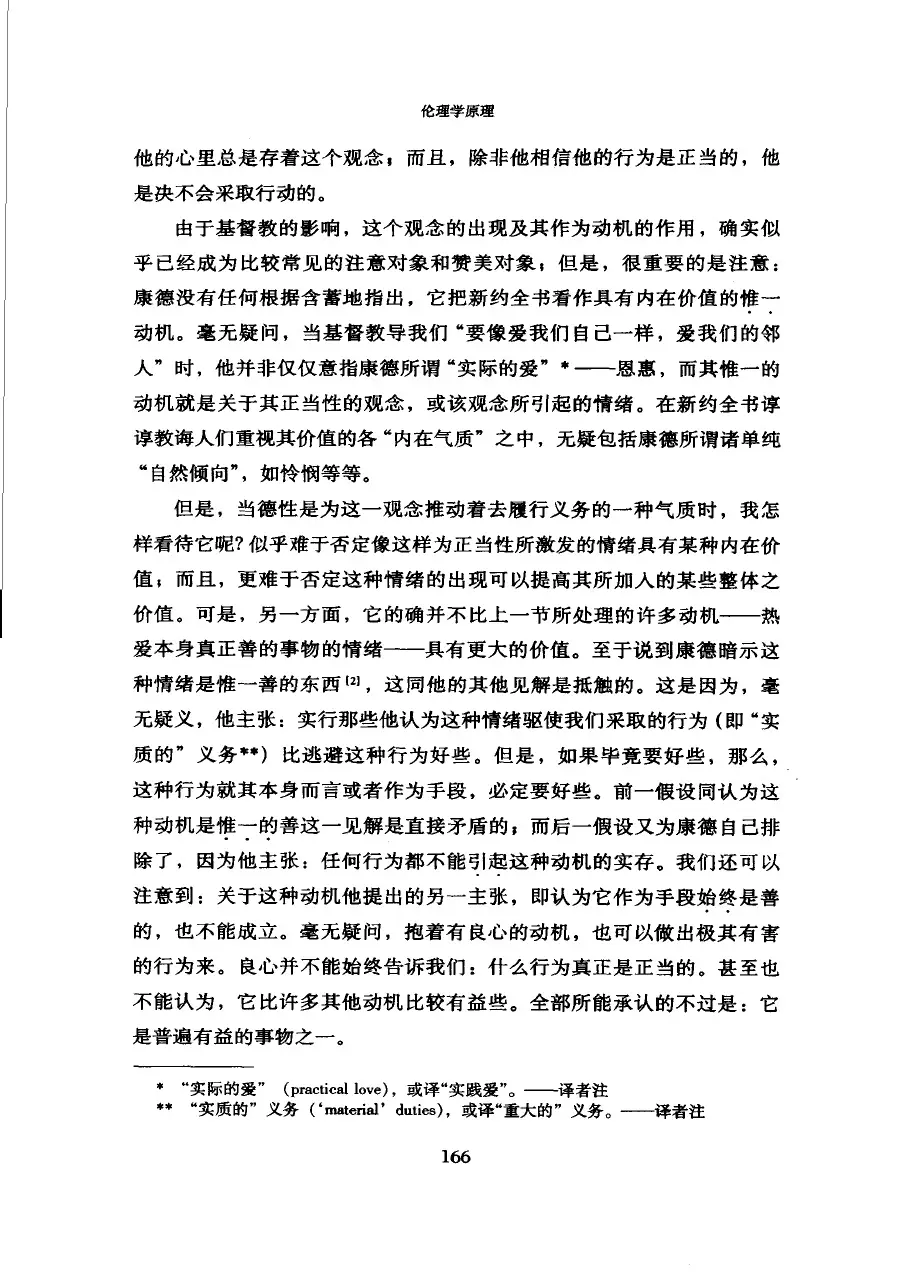 伦理学原理
他的心里总是存着这个观念；而且，除非他相信他的行为是正当的，他
是决不会采取行动的。
由于基督教的影响，这个观念的出现及其作为动机的作用，确实似
乎已经成为比较常见的注意对象和赞美对象；但是，很重要的是注意：
康德没有任何根据含蓄地指出，它把新约全书看作具有内在价值的惟一
动机。毫无疑问，当基督教导我们“要像爱我们自己一样，爱我们的邻
人”时，他并非仅仅意指康德所谓“实际的爱”*——恩惠，而其惟一的
动机就是关于其正当性的观念，或该观念所引起的情绪。在新约全书谆
谆教诲人们重视其价值的各“内在气质”之中，无疑包括康德所谓诸单纯
“自然倾向”，如怜悯等等。
但是，当德性是为这一观念推动着去履行义务的一种气质时，我怎
样看待它呢?似乎难于否定像这样为正当性所激发的情绪具有某种内在价
值；而且，更难于否定这种情绪的出现可以提高其所加入的某些整体之
价值。可是，另一方面，它的确并不比上一节所处理的许多动机——热
爱本身真正善的事物的情绪——具有更大的价值。至于说到康德暗示这
种情绪是惟一善的东西[2]，这同他的其他见解是抵触的。这是因为，毫
无疑义，他主张：实行那些他认为这种情绪驱使我们采取的行为（即“实
质的”义务**）比逃避这种行为好些。但是，如果毕竟要好些，那么，
这种行为就其本身而言或者作为手段，必定要好些。前一假设同认为这
种动机是惟一的善这一见解是直接矛盾的；而后一假设又为康德自己排
除了，因为他主张：任何行为都不能引起这种动机的实存。我们还可以
注意到：关于这种动机他提出的另一主张，即认为它作为手段始终是善
的，也不能成立。毫无疑问，抱着有良心的动机，也可以做出极其有害
的行为来。良心并不能始终告诉我们：什么行为真正是正当的。甚至也
不能认为，它比许多其他动机比较有益些。全部所能承认的不过是：它
是普遍有益的事物之一。
* “实际的爱”（practical love），或译“实践爱”。——译者注
** “实质的”义务（‘material’ duties），或译“重大的”义务。——译者注
166